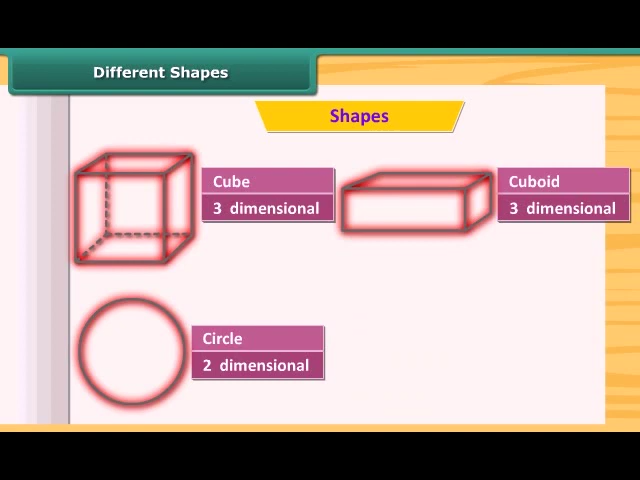 Different Shapes
Shapes
Cube
3 dimensional
Cuboid
3 dimensional
Circle
2 dimensional